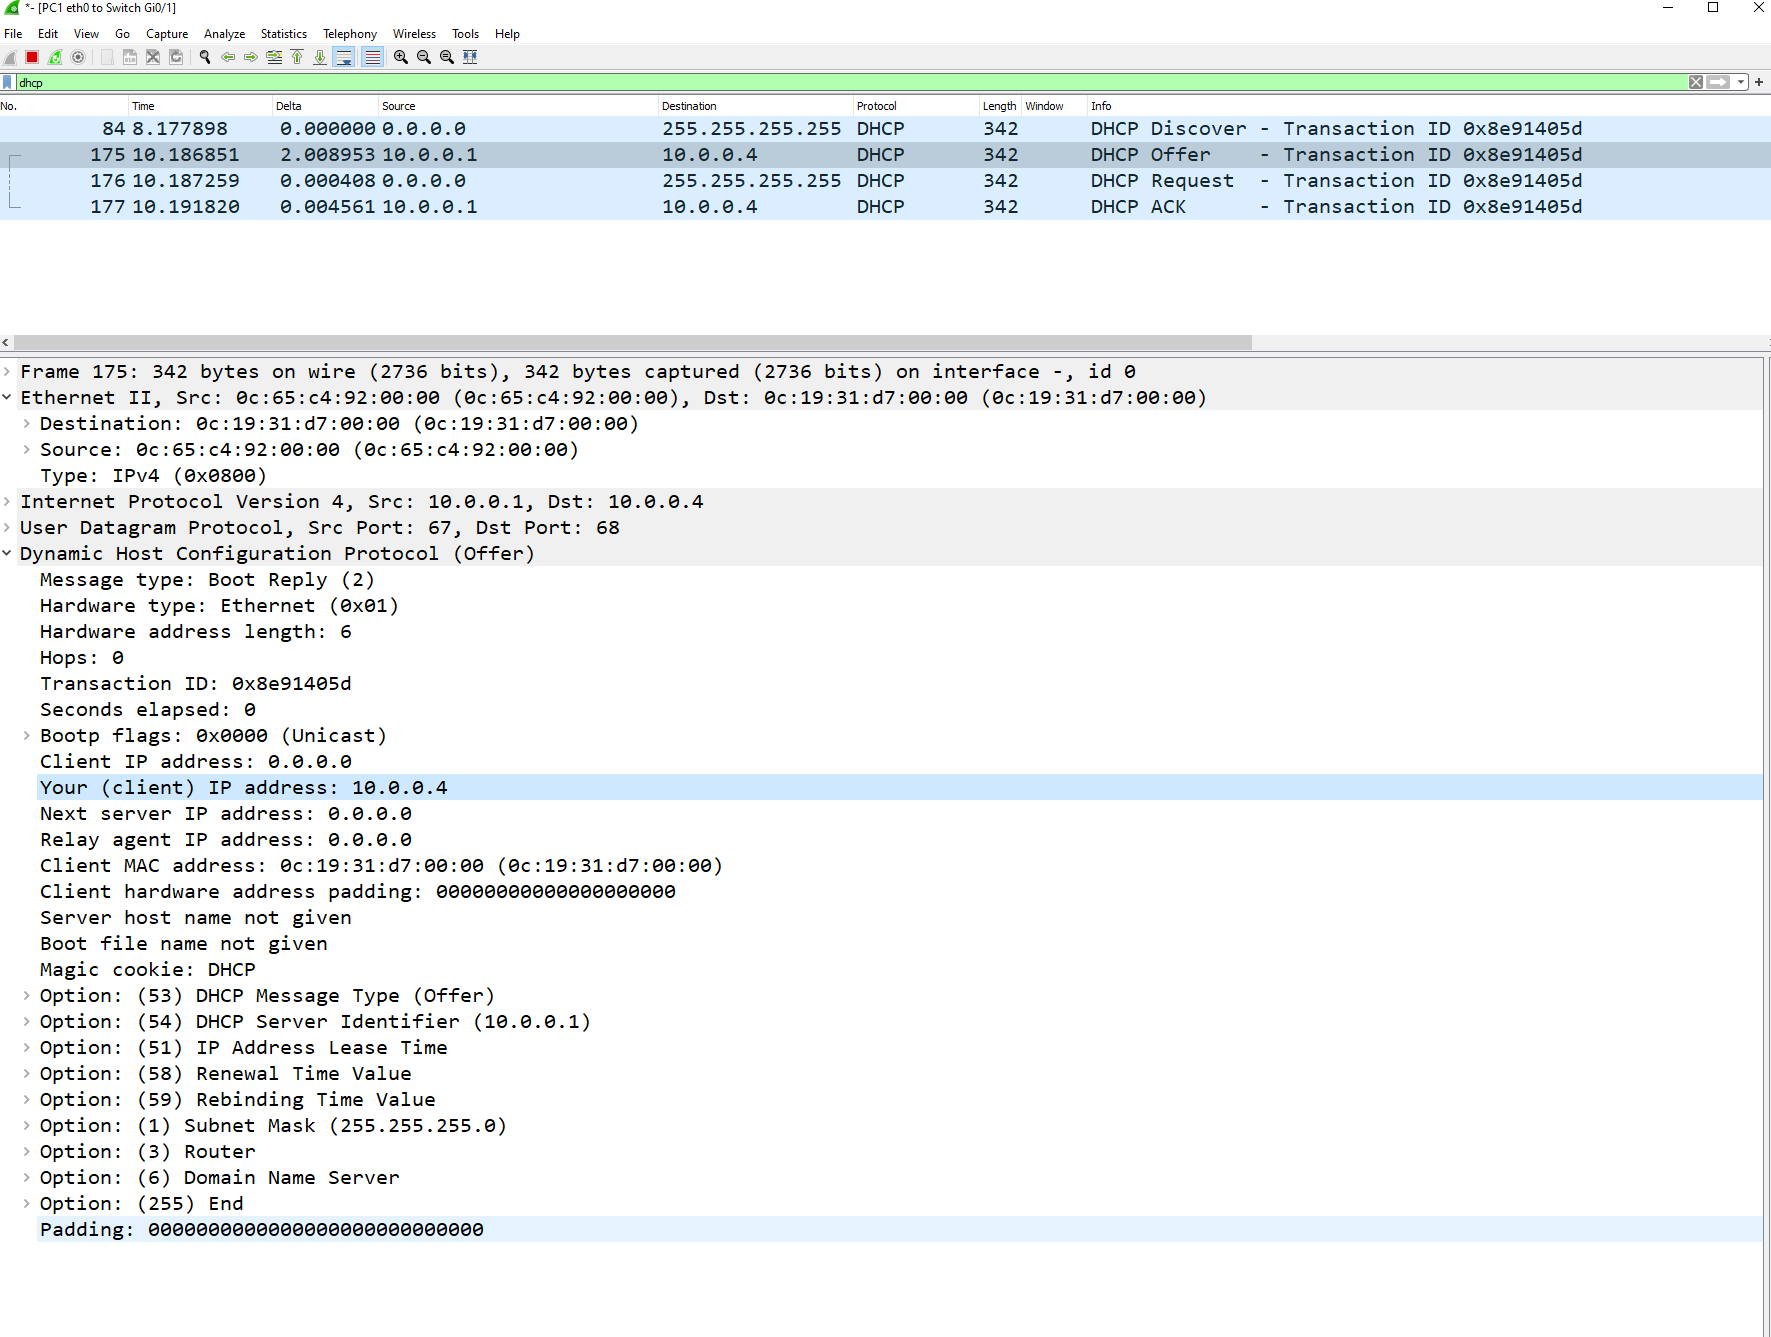 *- [PC1 eth0 to Switch Gi0/1]
File Edit View Go Capture Analyze Statistics Telephony Wireless Tools Help
dhcp
No. Time Delta Source Destination Protocol Length Window Info
84 8.177898 0.000000 0.0.0.0 255.255.255.255 DHCP 342 DHCP Discover - Transaction ID 0x8e91405d
175 10.186851 2.008953 10.0.0.1 10.0.0.4 DHCP 342 DHCP Offer - Transaction ID 0x8e91405d
176 10.187259 0.000408 0.0.0.0 255.255.255.255 DHCP 342 DHCP Request - Transaction ID 0x8e91405d
177 10.191820 0.004561 10.0.0.1 10.0.0.4 DHCP 342 DHCP ACK - Transaction ID 0x8e91405d
Frame 175: 342 bytes on wire (2736 bits), 342 bytes captured (2736 bits) on interface -, id 0
Ethernet II, Src: 0c:65:c4:92:00:00 (0c:65:c4:92:00:00), Dst: 0c:19:31:d7:00:00 (0c:19:31:d7:00:00)
Destination: 0c:19:31:d7:00:00 (0c:19:31:d7:00:00)
Source: 0c:65:c4:92:00:00 (0c:65:c4:92:00:00)
Type: IPv4 (0x0800)
Internet Protocol Version 4, Src: 10.0.0.1, Dst: 10.0.0.4
User Datagram Protocol, Src Port: 67, Dst Port: 68
Dynamic Host Configuration Protocol (Offer)
Message type: Boot Reply (2)
Hardware type: Ethernet (0x01)
Hardware address length: 6
Hops: 0
Transaction ID: 0x8e91405d
Seconds elapsed: 0
Bootp flags: 0x0000 (Unicast)
Client IP address: 0.0.0.0
Your (client) IP address: 10.0.0.4
Next server IP address: 0.0.0.0
Relay agent IP address: 0.0.0.0
Client MAC address: 0c:19:31:d7:00:00 (0c:19:31:d7:00:00)
Client hardware address padding: 00000000000000000000
Server host name not given
Boot file name not given
Magic cookie: DHCP
Option: (53) DHCP Message Type (Offer)
Option: (54) DHCP Server Identifier (10.0.0.1)
Option: (51) IP Address Lease Time
Option: (58) Renewal Time Value
Option: (59) Rebinding Time Value
Option: (1) Subnet Mask (255.255.255.0)
Option: (3) Router
Option: (6) Domain Name Server
Option: (255) End
Padding: 0000000000000000000000000000